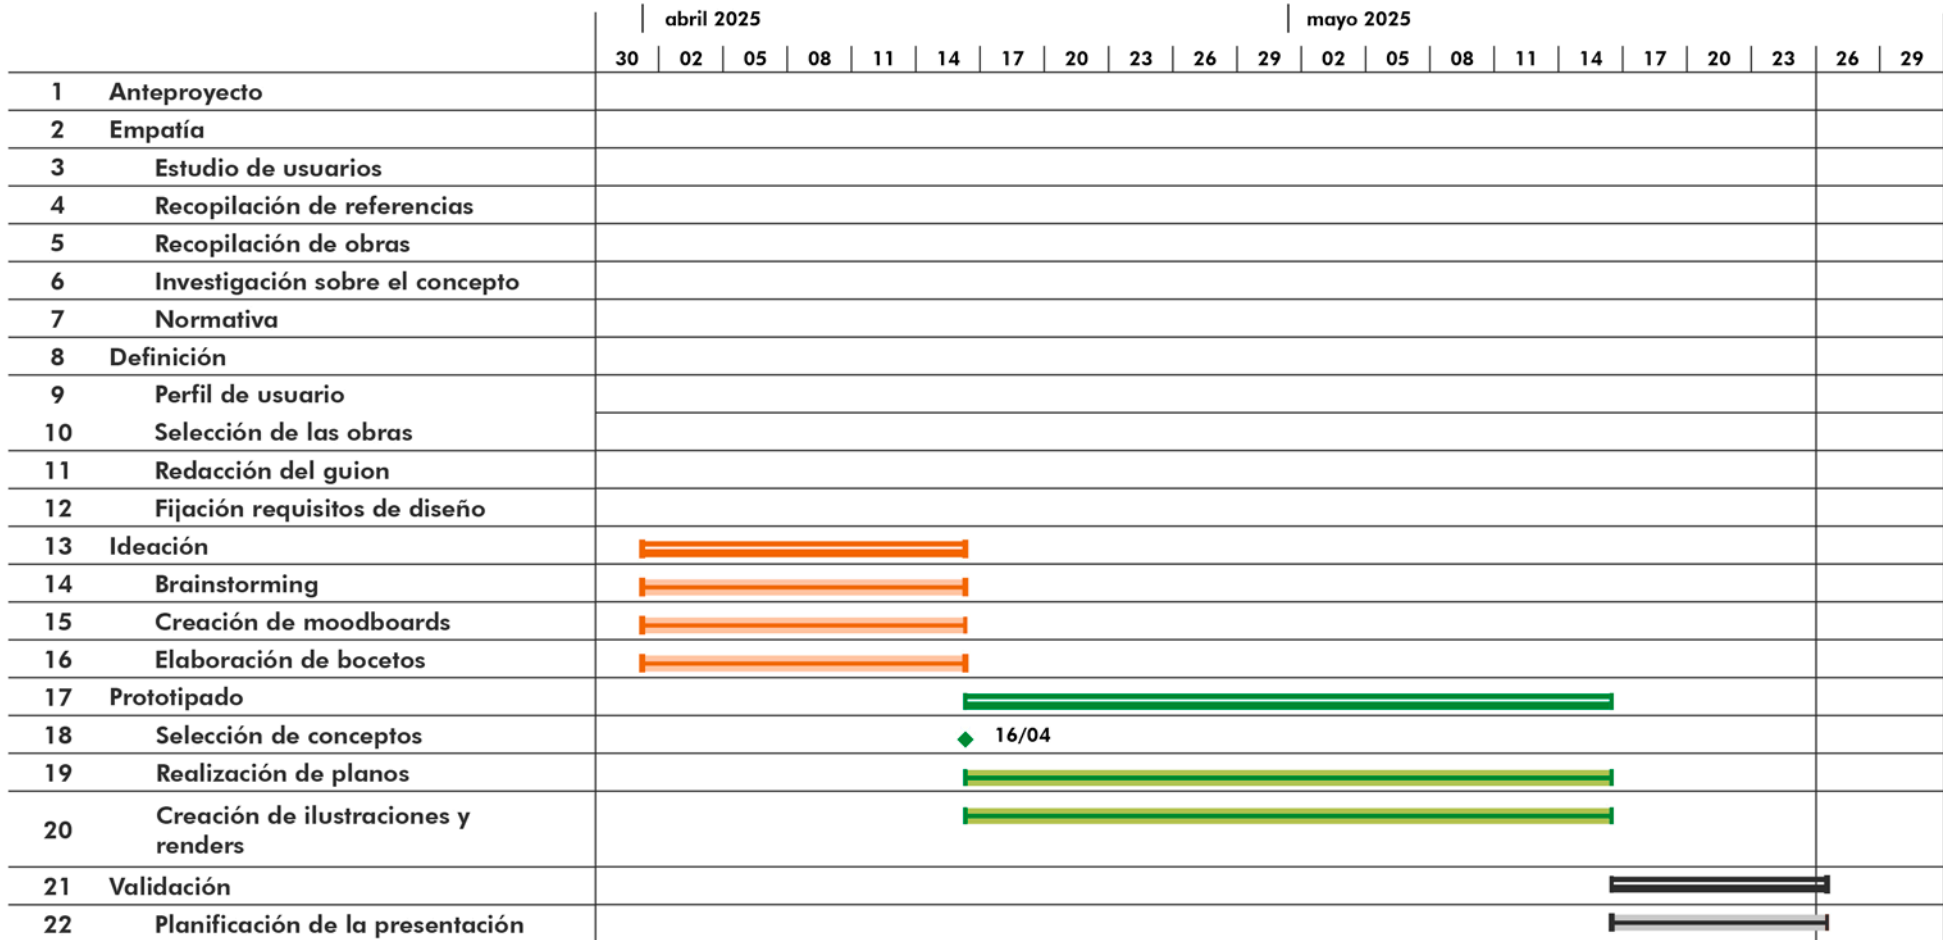 abril 2025 mayo 2025
30 02 05 08 11 14 17 20 23 26 29 02 05 08 11 14 17 20 23 26 29
1 Anteproyecto
2 Empatía
3 Estudio de usuarios
4 Recopilación de referencias
5 Recopilación de obras
6 Investigación sobre el concepto
7 Normativa
8 Definición
9 Perfil de usuario
10 Selección de las obras
11 Redacción del guion
12 Fijación requisitos de diseño
13 Ideación
14 Brainstorming
15 Creación de moodboards
16 Elaboración de bocetos
17 Prototipado
18 Selección de conceptos 16/04
19 Realización de planos
20 Creación de ilustraciones y
renders
21 Validación
22 Planificación de la presentación